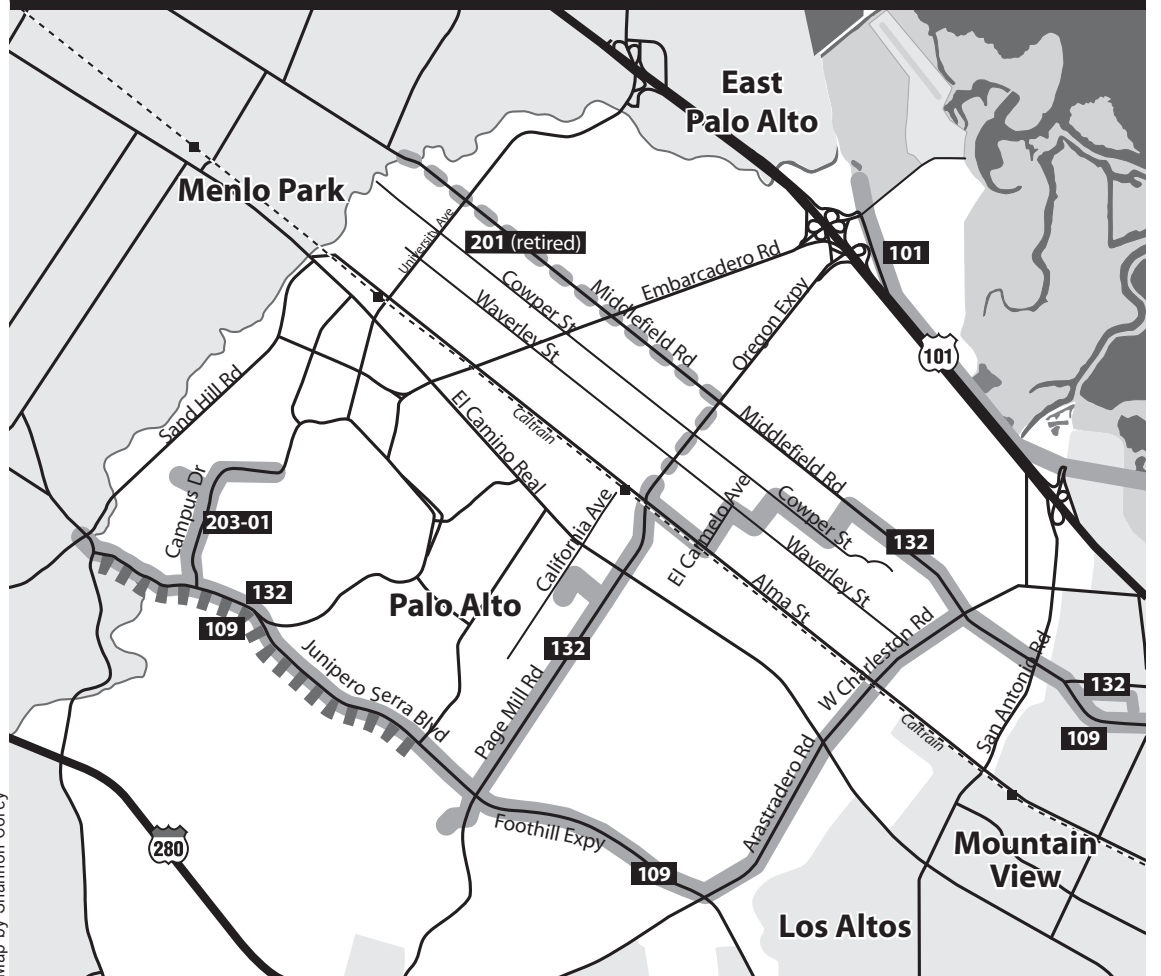 East
Palo Alto
Menlo Park
University Ave
201 (retired)
101
Embarcadero Rd
Cowper St
Middlefield Rd
Waverley St
Oregon Expy
101
Sand Hill Rd
El Camino Real
Caltrain
Middlefield Rd
Campus Dr
203-01
California Ave
El Carmelo Ave
Cowper St
132
Waverley St
132
Palo Alto
Alma St
109
132
W Charleston Rd
Junipero Serra Blvd
Page Mill Rd
San Antonio Rd
132
Caltrain
109
Arastradero Rd
Foothill Expy
280
109
Mountain
View
Los Altos
Map by Shannon Corey